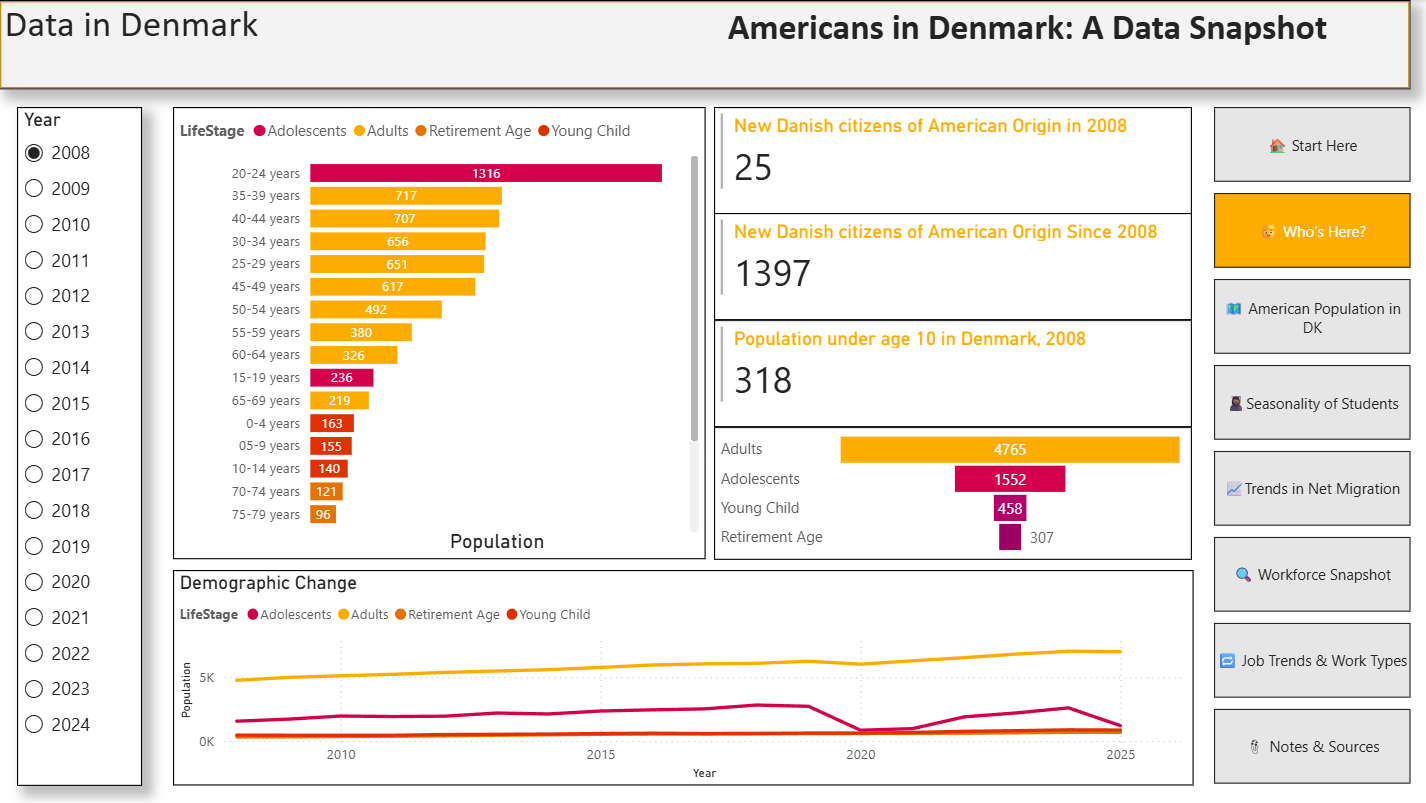 Data in Denmark
Americans in Denmark: A Data Snapshot
Year
2008
2009
2010
2011
2012
2013
2014
2015
2016
2017
2018
2019
2020
2021
2022
2023
2024
LifeStage Adolescents Adults Retirement Age Young Child
20-24 years 1316
35-39 years 717
40-44 years 707
30-34 years 656
25-29 years 651
45-49 years 617
50-54 years 492
55-59 years 380
60-64 years 326
15-19 years 236
65-69 years 219
0-4 years 163
05-9 years 155
10-14 years 140
70-74 years 121
75-79 years 96
Population
New Danish citizens of American Origin in 2008
25
New Danish citizens of American Origin Since 2008
1397
Population under age 10 in Denmark, 2008
318
Adults 4765
Adolescents 1552
Young Child 458
Retirement Age 307
Demographic Change
LifeStage Adolescents Adults Retirement Age Young Child
Population
5K
0K
2010 2015 2020 2025
Year
Start Here
Who's Here?
American Population in
DK
Seasonality of Students
Trends in Net Migration
Workforce Snapshot
Job Trends & Work Types
Notes & Sources